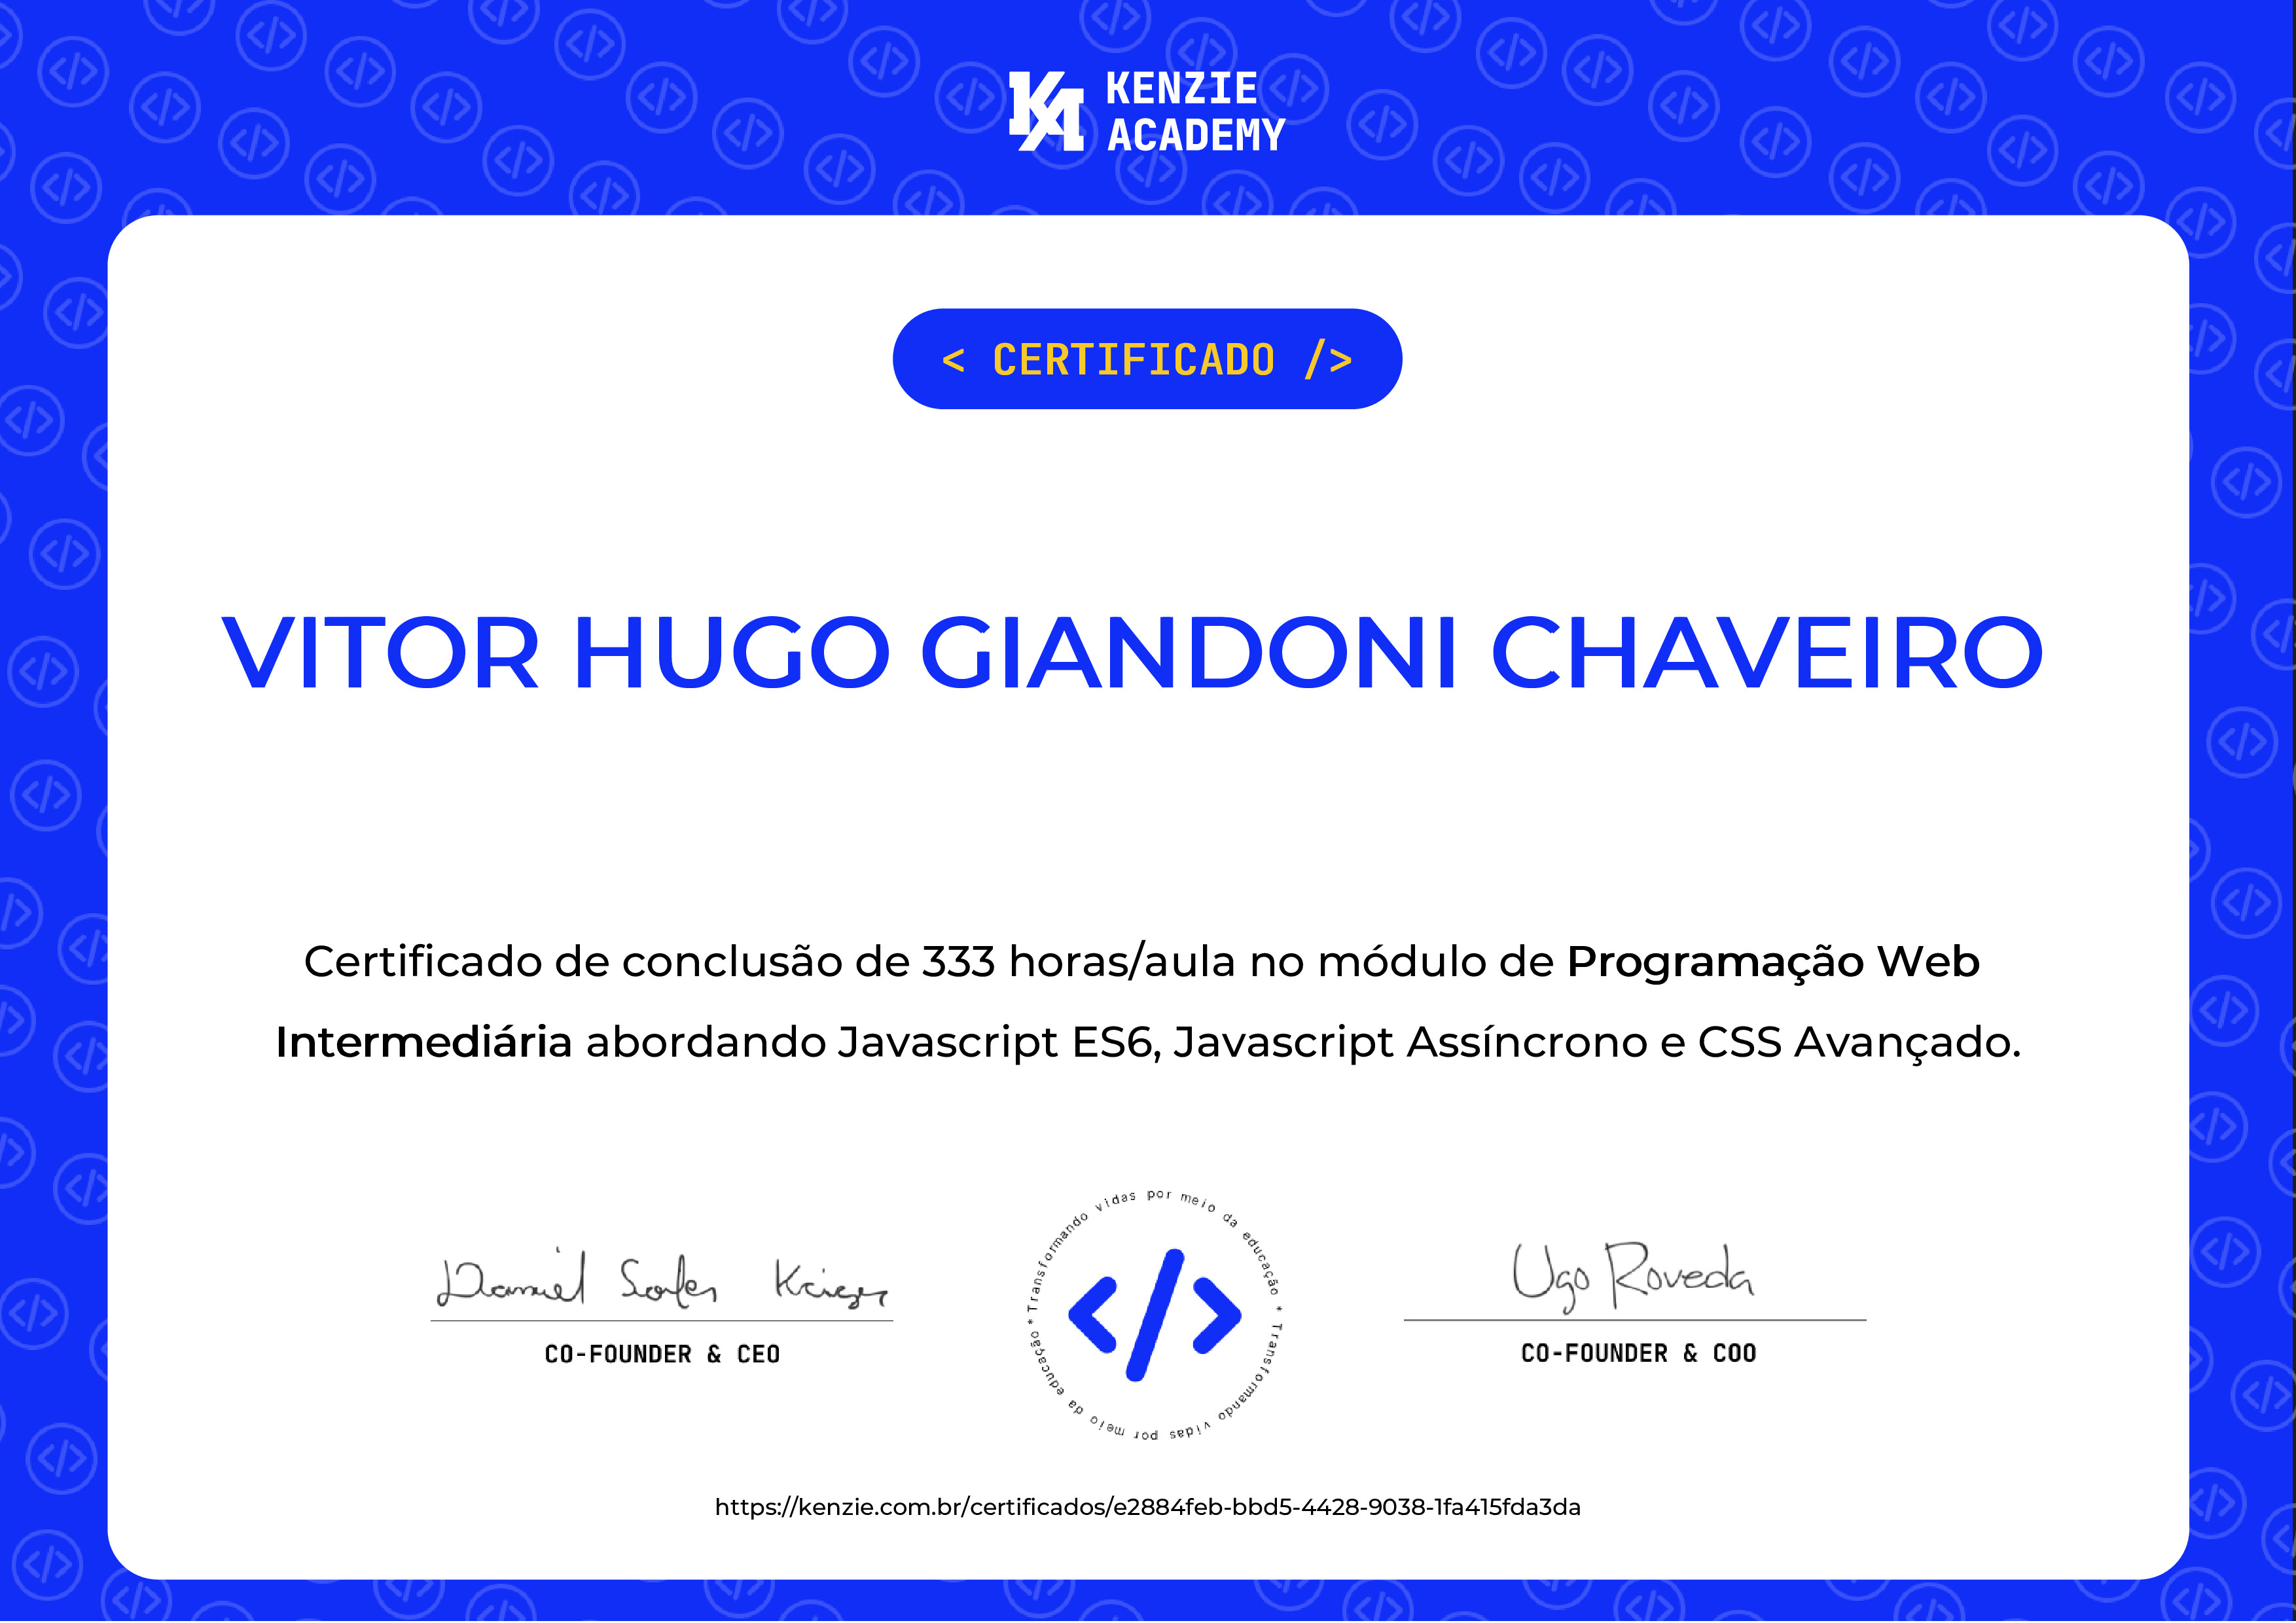 KENZIE
ACADEMY
< CERTIFICADO />
VITOR HUGO GIANDONI CHAVEIRO
Certificado de conclusão de 333 horas/aula no módulo de Programação Web
Intermediária abordando Javascript ES6, Javascript Assíncrono e CSS Avançado.
Daniel
CO-FOUNDER & CEO
Transformando vidas por meio da educação * Transformando vidas por meio da educação *
Ugo Roveda
CO-FOUNDER & COO
https://kenzie.com.br/certificados/e2884feb-bbd5-4428-9038-1fa415fda3da